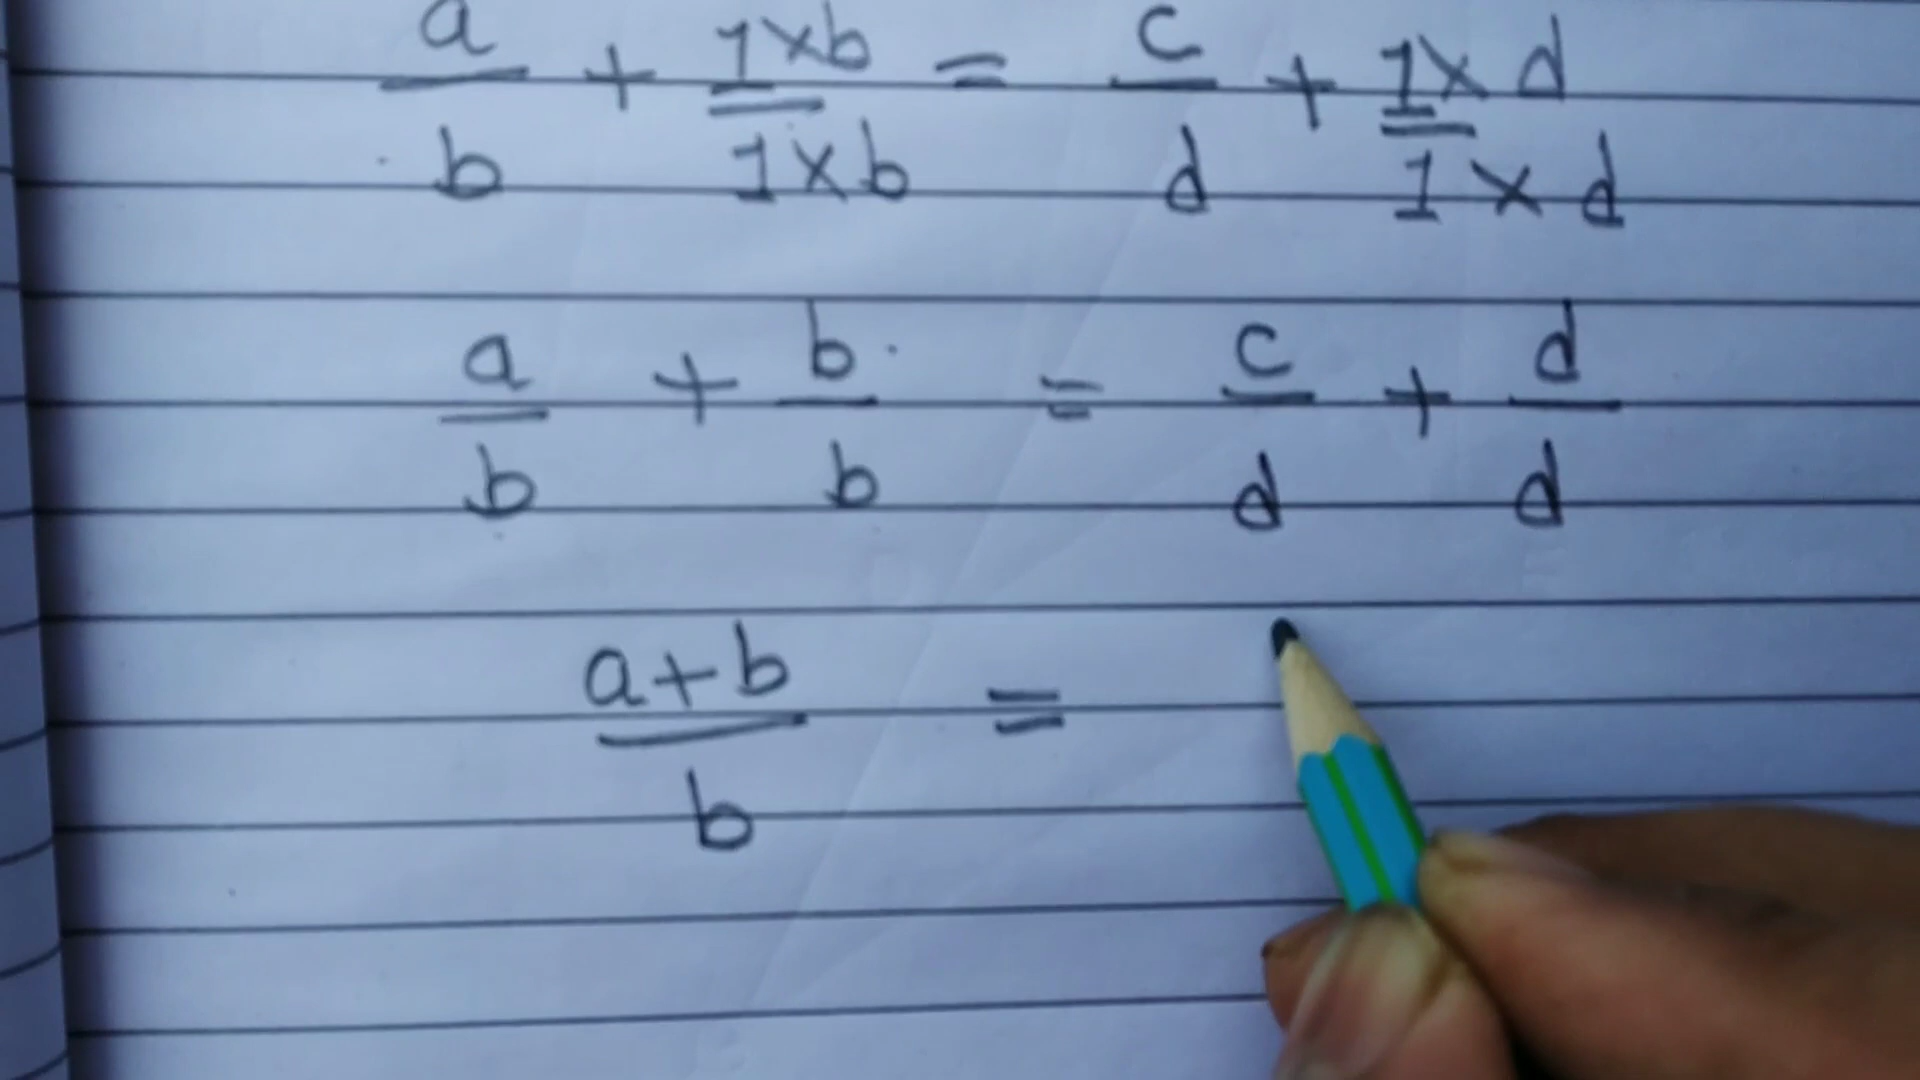 a/b + 1×b/1×b = c/d + 1×d/1×d
a/b + b/b = c/d + d/d
a+b/b =